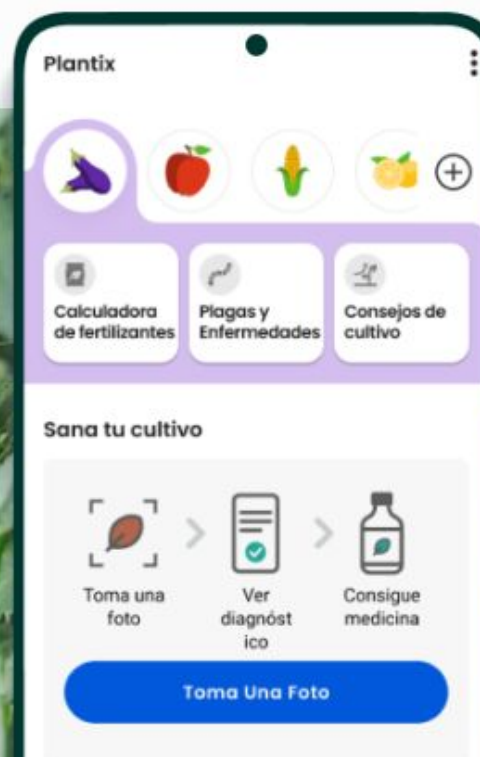 Plantix
Calculadora
de fertilizantes
Plagas y
Enfermedades
Consejos de
cultivo
Sana tu cultivo
Toma una
foto
Ver
diagnóst
ico
Consigue
medicina
Toma Una Foto